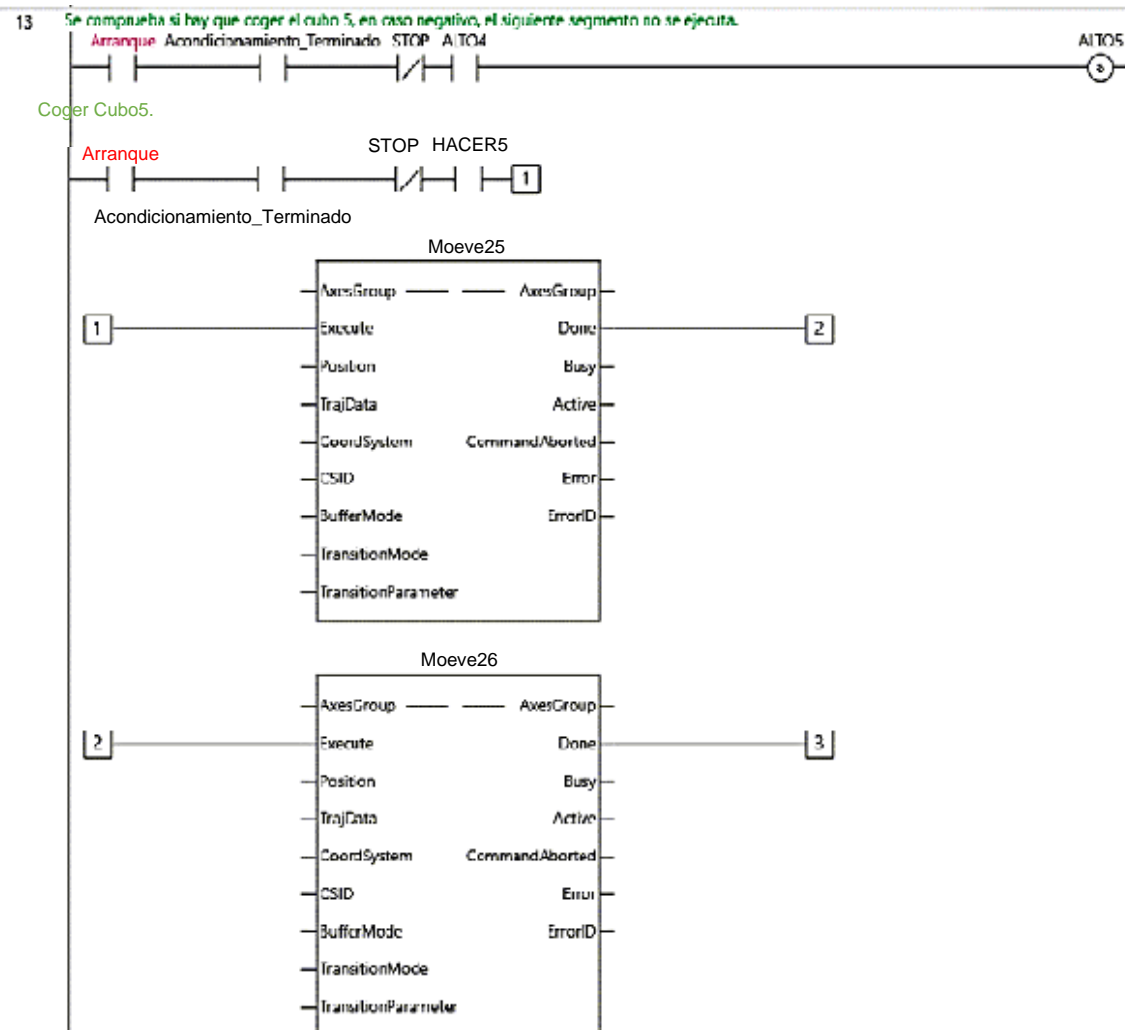 13 Se comprueba si hay que coger el cubo 5, en caso negativo, el siguiente segmento no se ejecuta.
Arranque Acondicionamiento_Terminado STOP ALTO4 ALTO5
S
Coger Cubo5.
STOP HACER5
Arranque
1
Acondicionamiento_Terminado
Moeve25
AxesGroup AxesGroup
1 Execute Done 2
Position Busy
TrajData Active
CoordSystem CommandAborted
CSID Error
BufferMode ErrorID
TransitionMode
TransitionParameter
Moeve26
AxesGroup AxesGroup
2 Execute Done 3
Position Busy
TrajData Active
CoordSystem CommandAborted
CSID Error
BufferMode ErrorID
TransitionMode
TransitionParameter